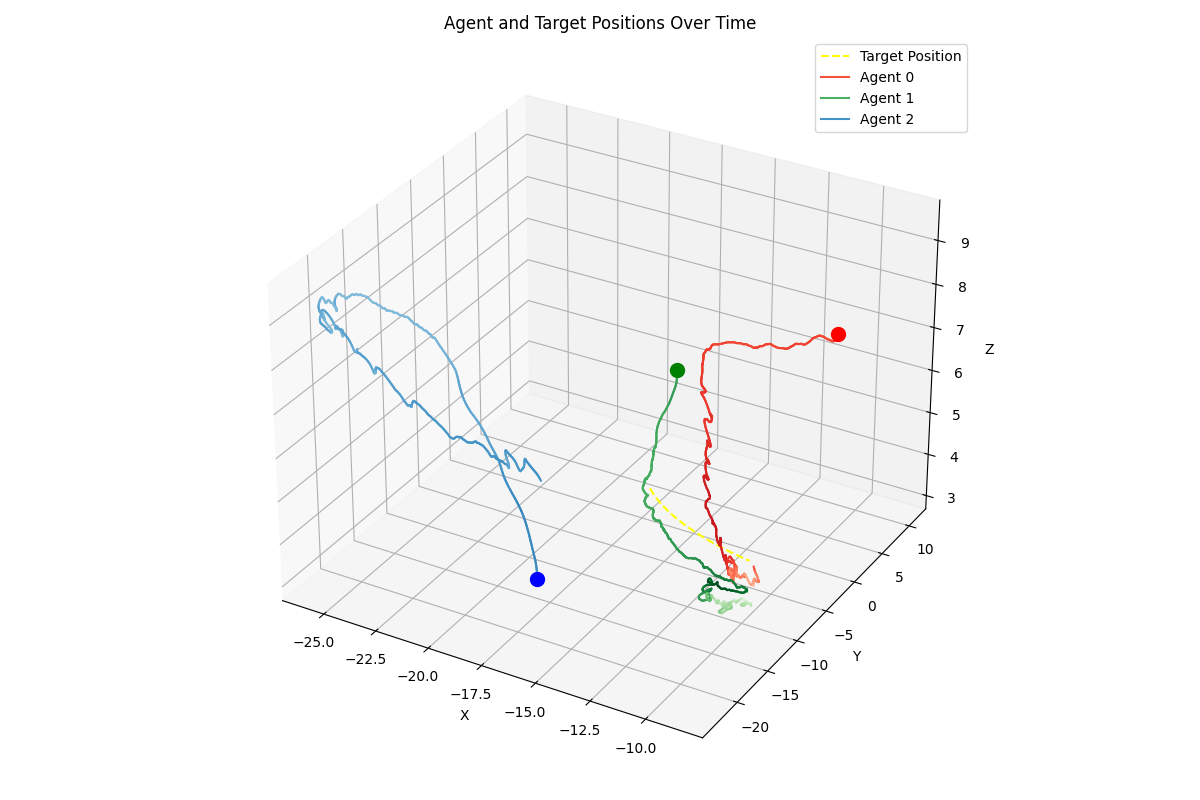 Agent and Target Positions Over Time
Target Position
Agent 0
Agent 1
Agent 2
9
8
7
6
5
4
3
Z
10
5
0
−5
−10
−15
−20
Y
−25.0
−22.5
−20.0
−17.5
−15.0
−12.5
−10.0
X